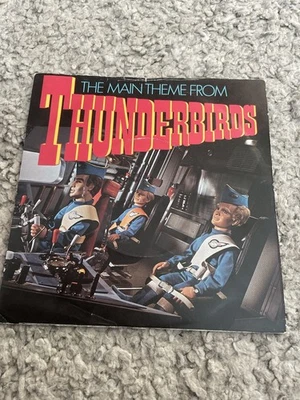 THE MAIN THEME FROM
THUNDERBIRDS